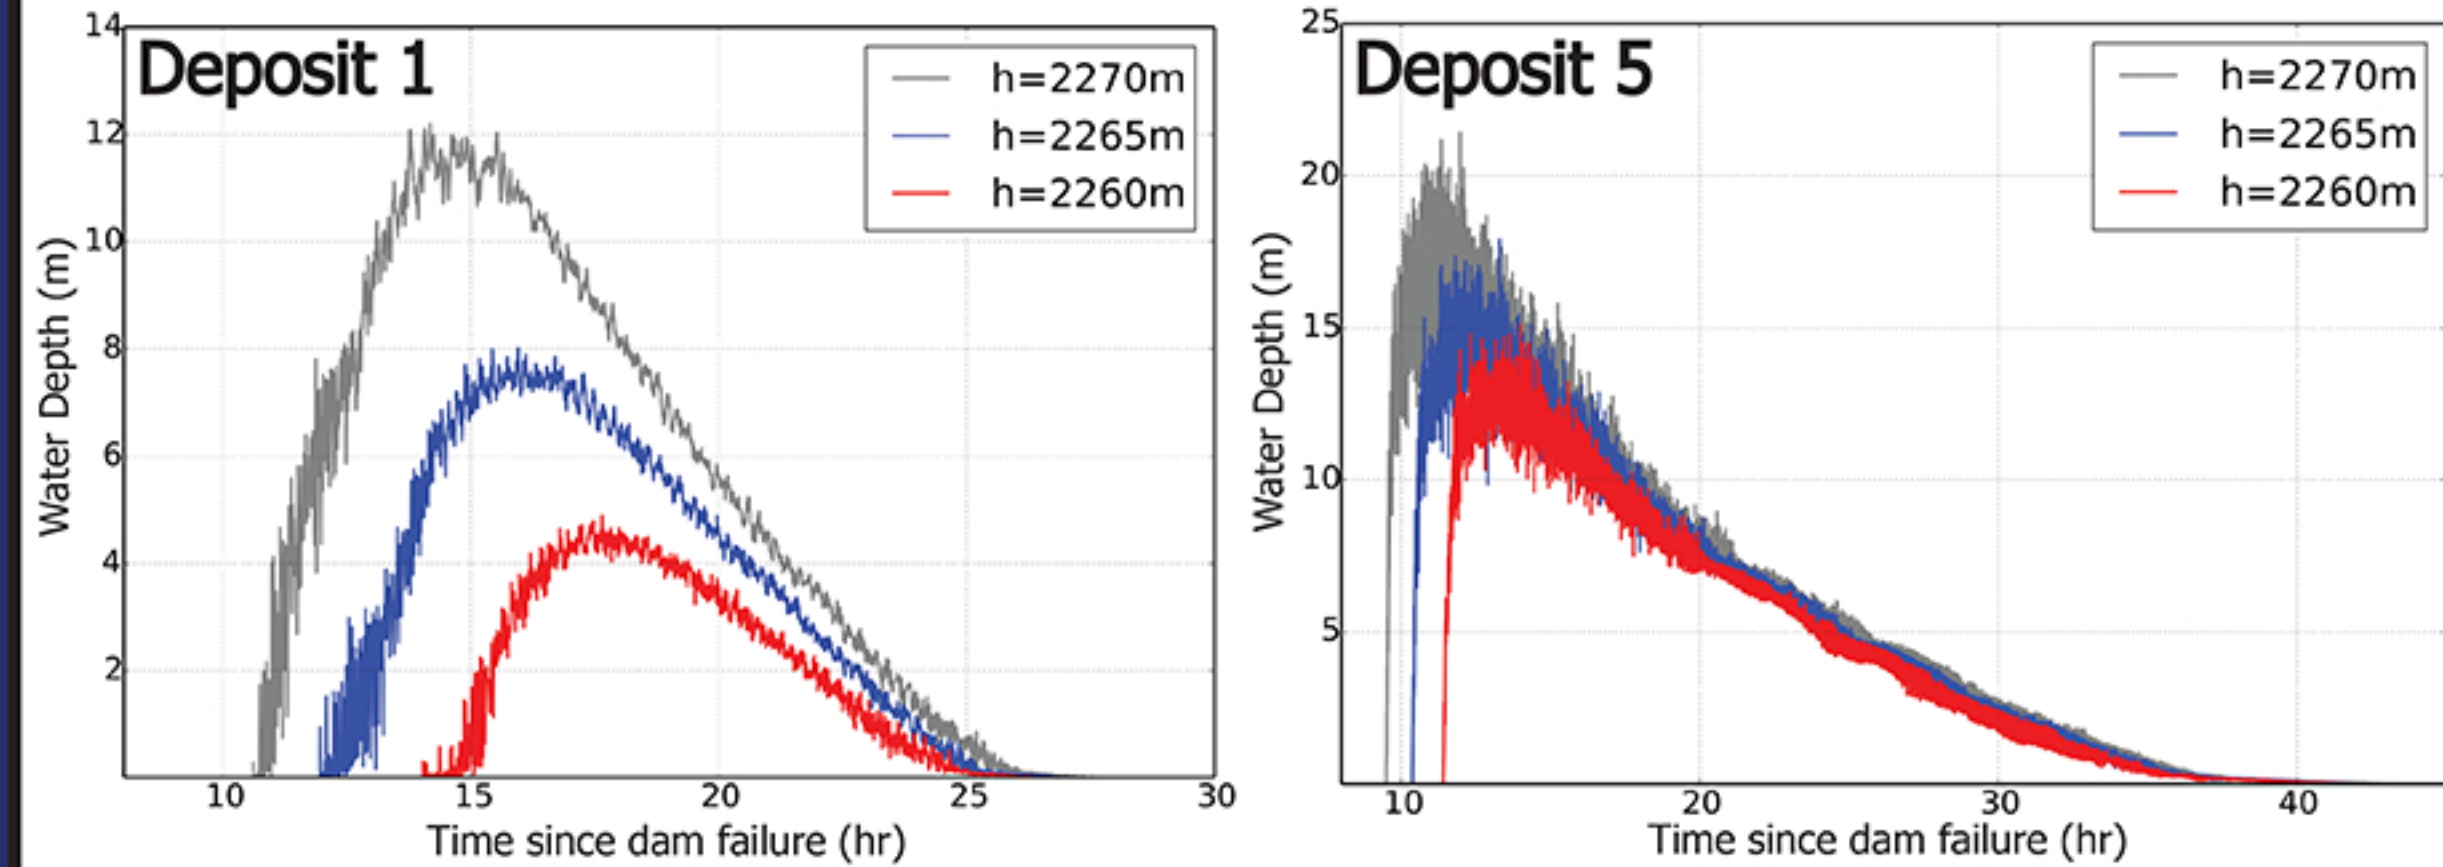 Deposit 1
h=2270m
h=2265m
h=2260m
14
12
10
8
6
4
2
Water Depth (m)
10 15 20 25 30
Time since dam failure (hr)
Deposit 5
h=2270m
h=2265m
h=2260m
25
20
15
10
5
Water Depth (m)
10 20 30 40
Time since dam failure (hr)